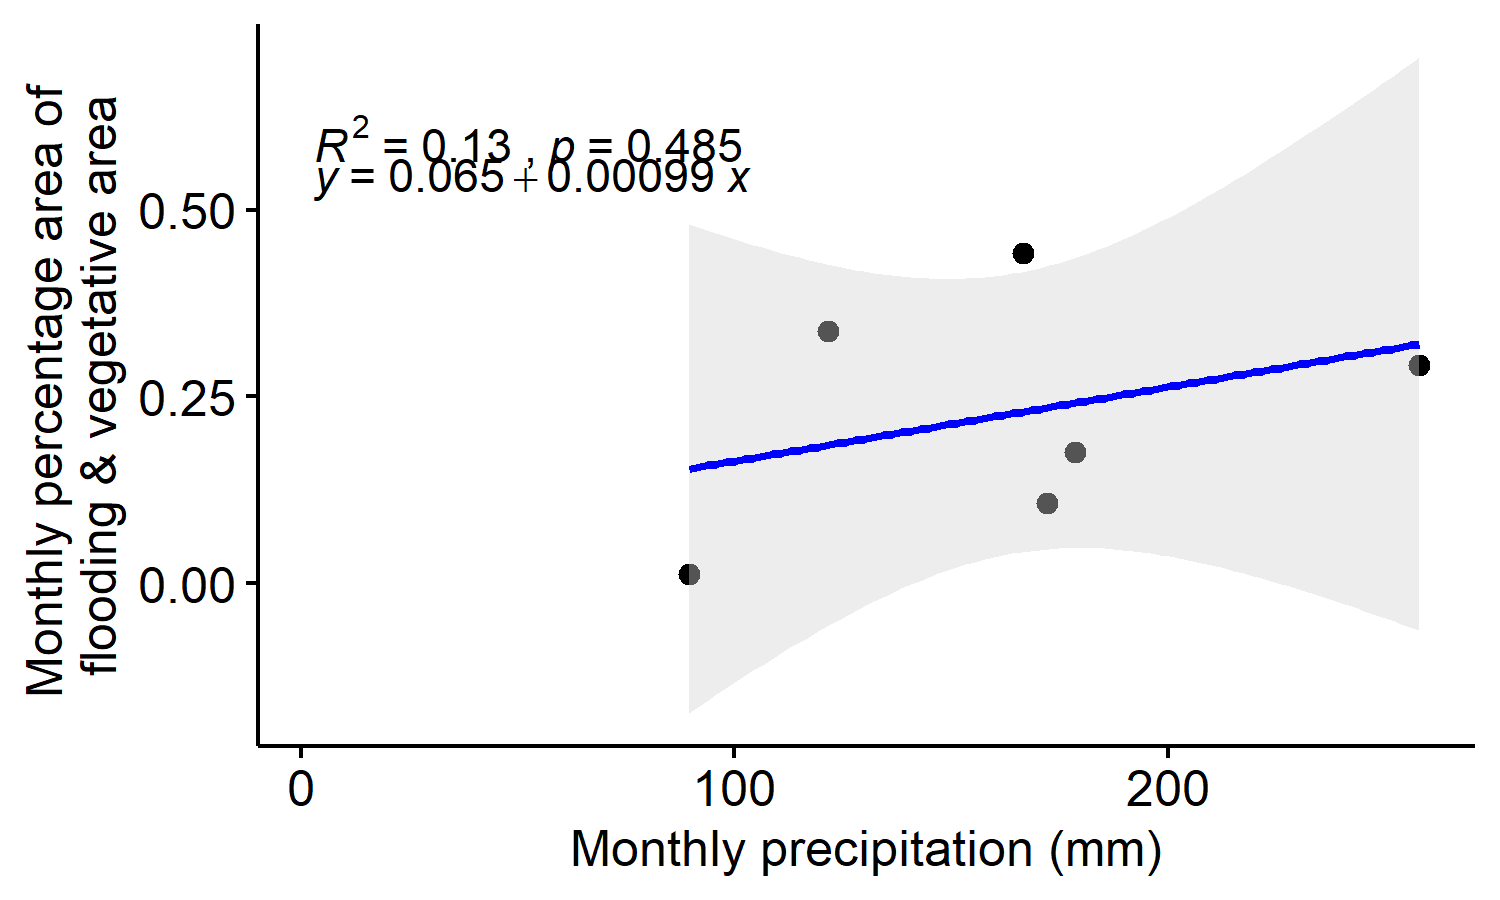 Monthly percentage area of
flooding & vegetative area
R² = 0.13 , p = 0.485
y = 0.065 + 0.00099 x
0.50
0.25
0.00
0 100 200
Monthly precipitation (mm)